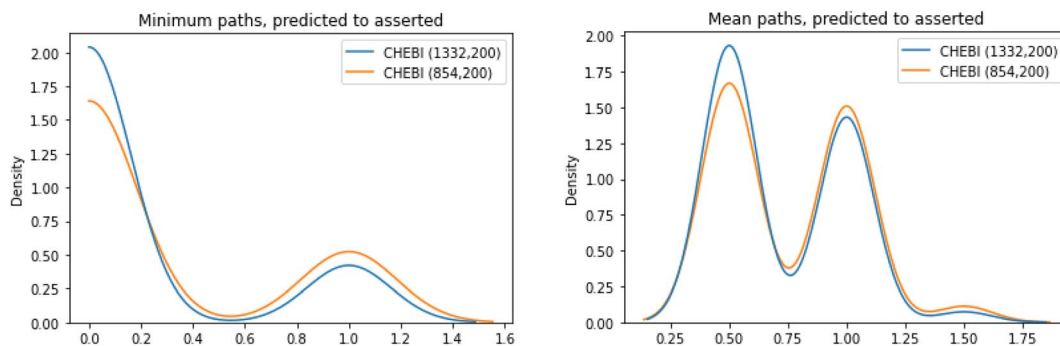 Minimum paths, predicted to asserted
CHEBI (1332,200)
CHEBI (854,200)
Density
2.00
1.75
1.50
1.25
1.00
0.75
0.50
0.25
0.00
0.0 0.2 0.4 0.6 0.8 1.0 1.2 1.4 1.6
Mean paths, predicted to asserted
CHEBI (1332,200)
CHEBI (854,200)
Density
2.00
1.75
1.50
1.25
1.00
0.75
0.50
0.25
0.00
0.25 0.50 0.75 1.00 1.25 1.50 1.75